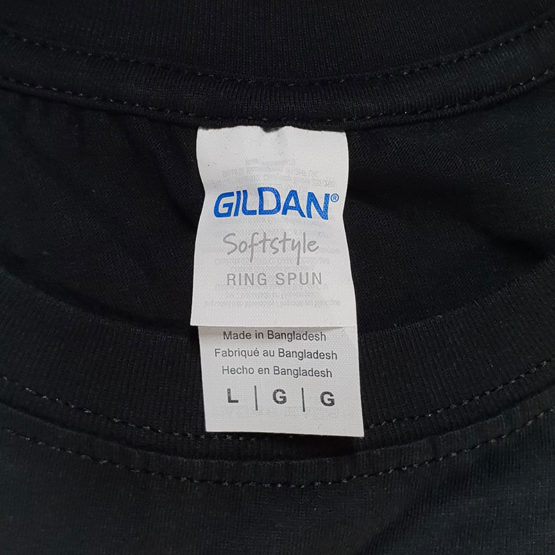 GILDAN®
Softstyle
RING SPUN
Made in Bangladesh
Fabriqué au Bangladesh
Hecho en Bangladesh
L | G | G